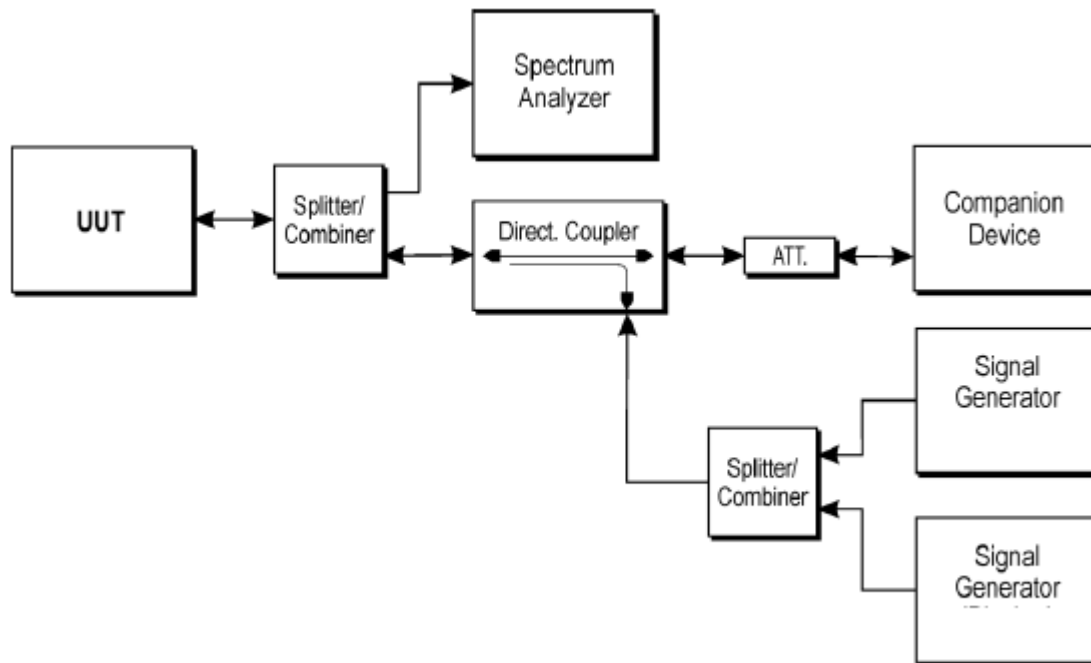 Spectrum
Analyzer
UUT
Splitter/
Combiner
Direct. Coupler
ATT.
Companion
Device
Signal
Generator
Splitter/
Combiner
Signal
Generator